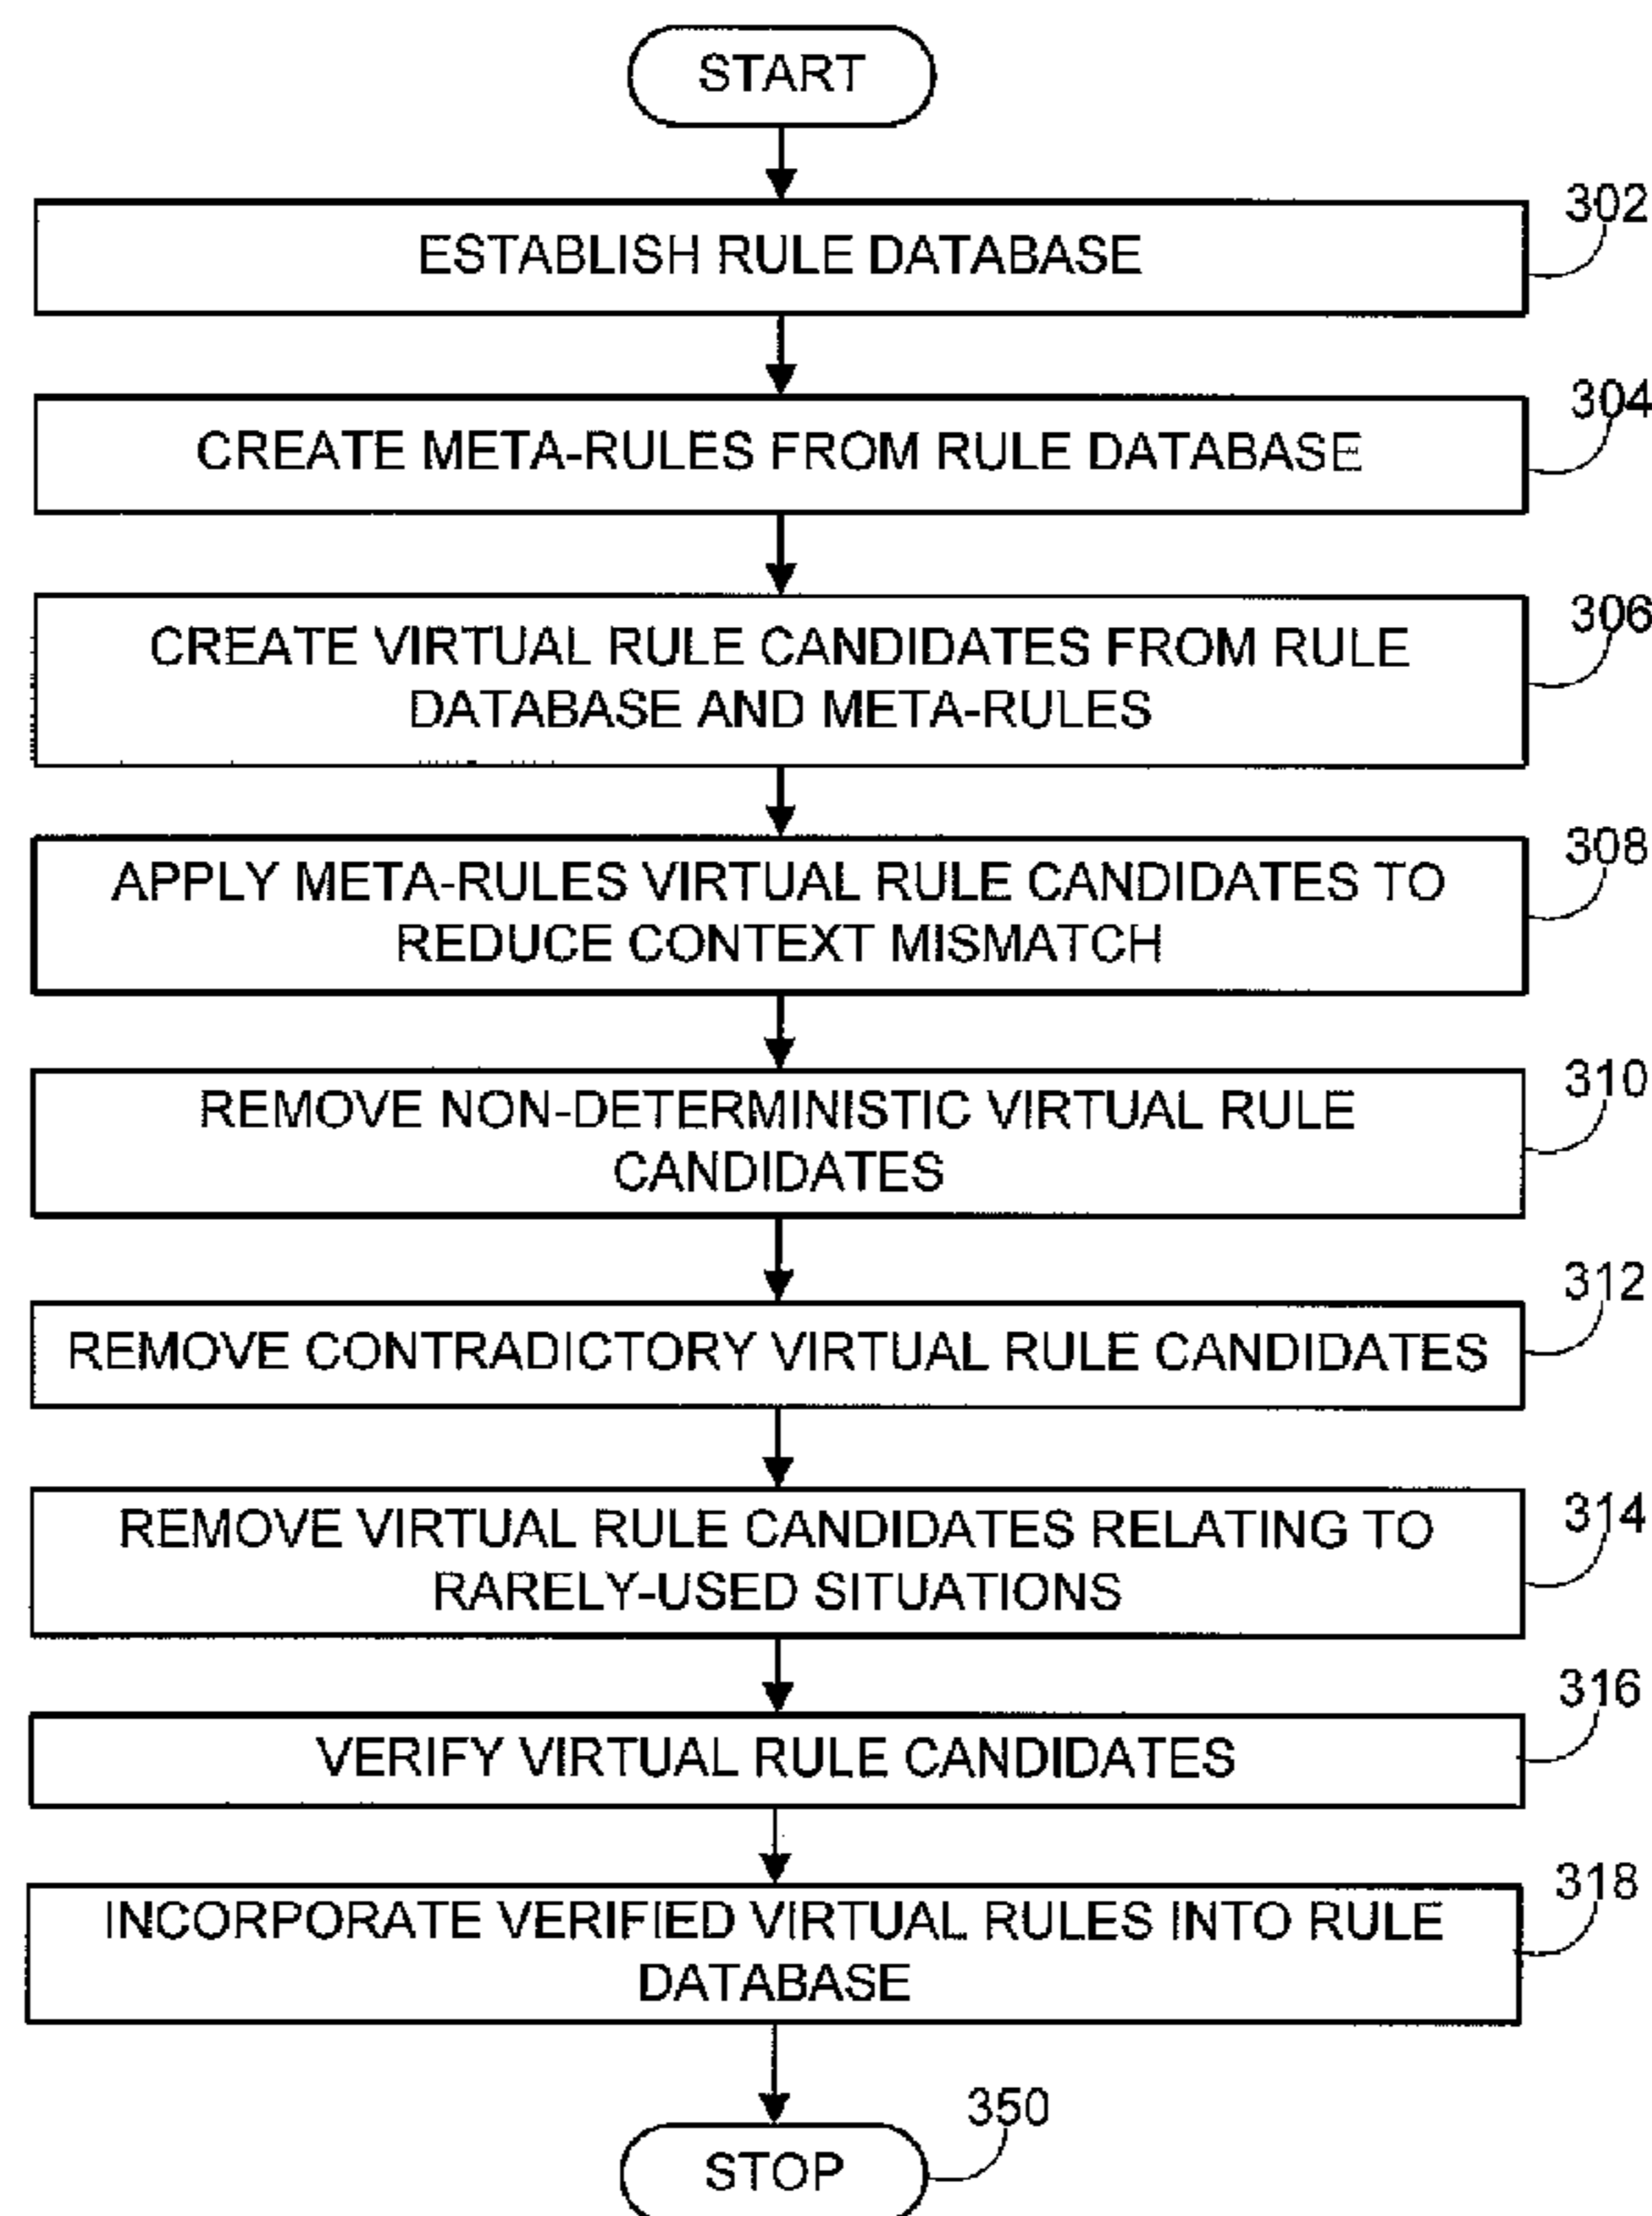 START
302
ESTABLISH RULE DATABASE
304
CREATE META-RULES FROM RULE DATABASE
306
CREATE VIRTUAL RULE CANDIDATES FROM RULE
DATABASE AND META-RULES
308
APPLY META-RULES VIRTUAL RULE CANDIDATES TO
REDUCE CONTEXT MISMATCH
310
REMOVE NON-DETERMINISTIC VIRTUAL RULE
CANDIDATES
312
REMOVE CONTRADICTORY VIRTUAL RULE CANDIDATES
314
REMOVE VIRTUAL RULE CANDIDATES RELATING TO
RARELY-USED SITUATIONS
316
VERIFY VIRTUAL RULE CANDIDATES
318
INCORPORATE VERIFIED VIRTUAL RULES INTO RULE
DATABASE
350
STOP